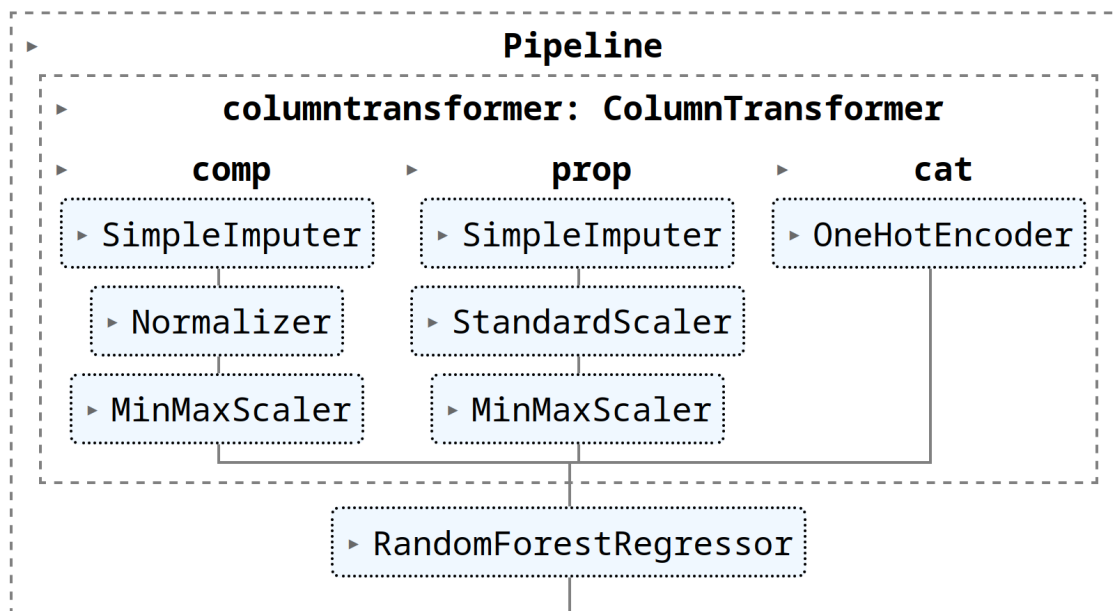 Pipeline
columntransformer: ColumnTransformer
comp prop cat
SimpleImputer SimpleImputer OneHotEncoder
Normalizer StandardScaler
MinMaxScaler MinMaxScaler
RandomForestRegressor